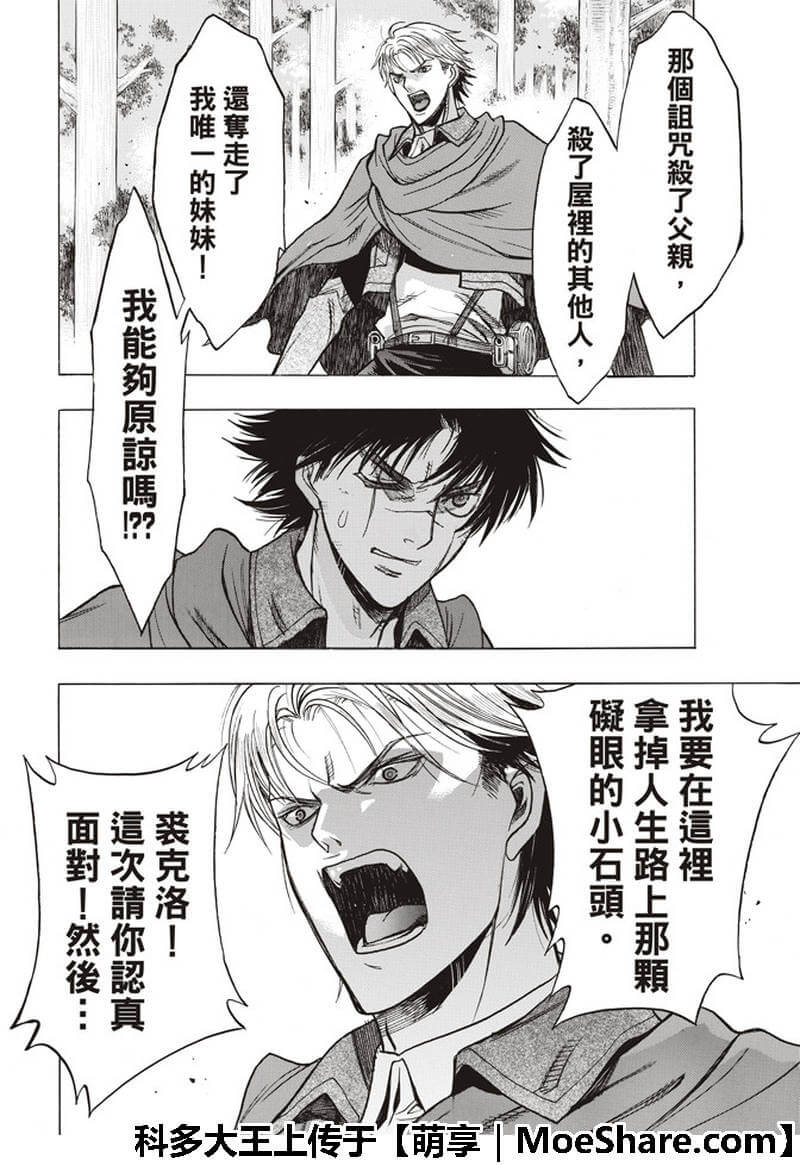 那個詛咒殺了父親，
殺了屋裡的其他人，
還奪走了
我唯一的妹妹！
我能夠原諒嗎!??
我要在這裡
拿掉人生路上那顆
礙眼的小石頭。
裘克洛！
這次請你認真
面對！然後…
科多大王上传于【萌享|MoeShare.com】